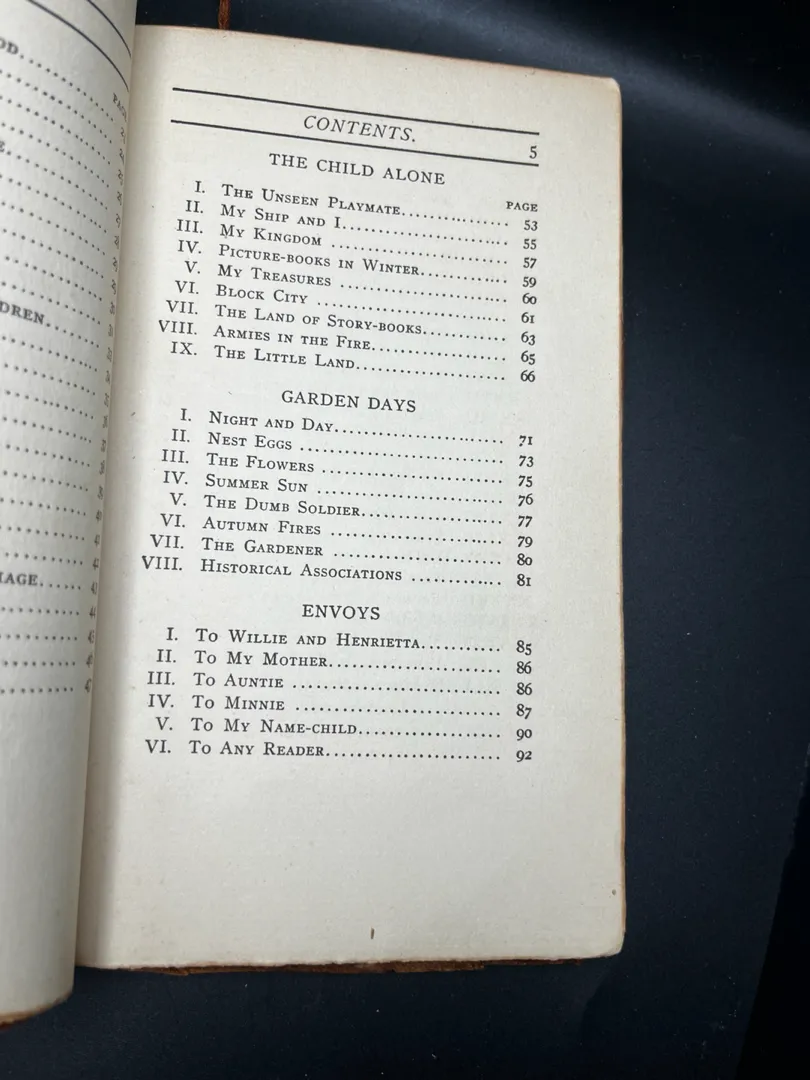 CONTENTS.
5
THE CHILD ALONE
PAGE
I. The Unseen Playmate.................. 53
II. My Ship and I......................... 55
III. My Kingdom ........................... 57
IV. Picture-books in Winter.............. 59
V. My Treasures ......................... 60
VI. Block City ............................ 61
VII. The Land of Story-books............ 63
VIII. Armies in the Fire................... 65
IX. The Little Land....................... 66
GARDEN DAYS
I. Night and Day......................... 71
II. Nest Eggs .............................. 73
III. The Flowers ........................... 75
IV. Summer Sun ............................ 76
V. The Dumb Soldier...................... 77
VI. Autumn Fires .......................... 79
VII. The Gardener ......................... 80
VIII. Historical Associations ............ 81
ENVOYS
I. To Willie and Henrietta........... 85
II. To My Mother......................... 86
III. To Auntie .............................. 86
IV. To Minnie .............................. 87
V. To My Name-child..................... 90
VI. To Any Reader......................... 92